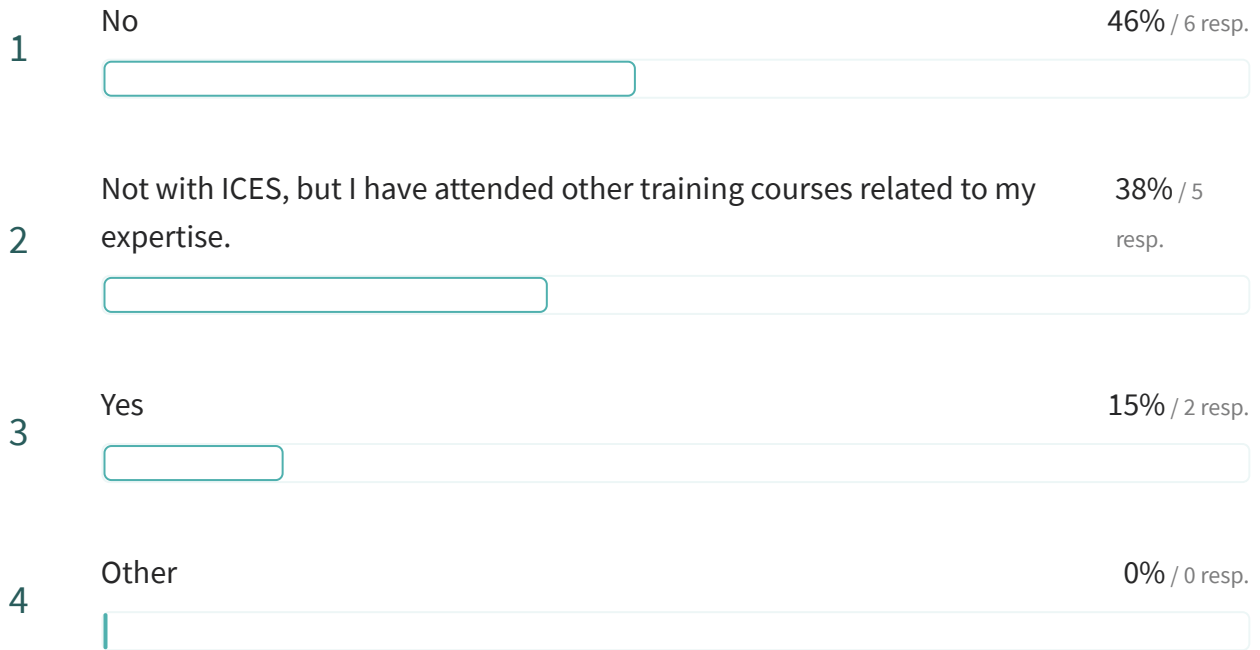 1
No
46% / 6 resp.
2
Not with ICES, but I have attended other training courses related to my
expertise.
38% / 5
resp.
3
Yes
15% / 2 resp.
4
Other
0% / 0 resp.